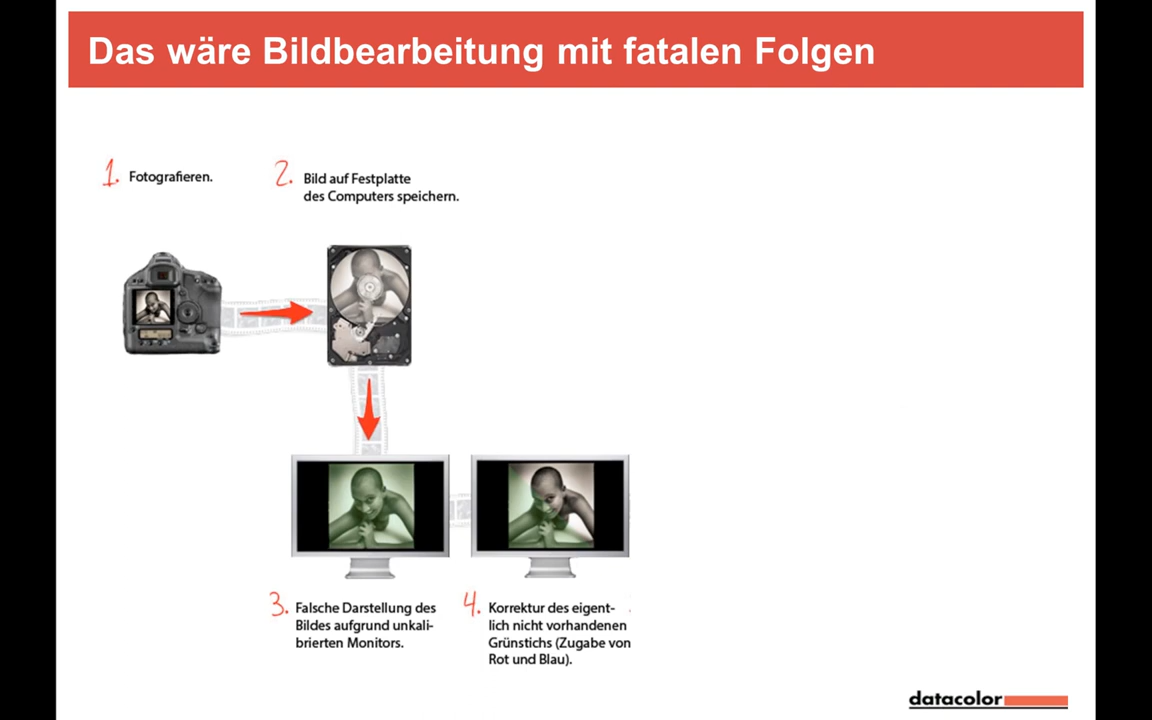 Das wäre Bildbearbeitung mit fatalen Folgen
1. Fotografieren.
2. Bild auf Festplatte
des Computers speichern.
3. Falsche Darstellung des
Bildes aufgrund unkali-
brierten Monitors.
4. Korrektur des eigent-
lich nicht vorhandenen
Grünstichs (Zugabe von
Rot und Blau).
datacolor